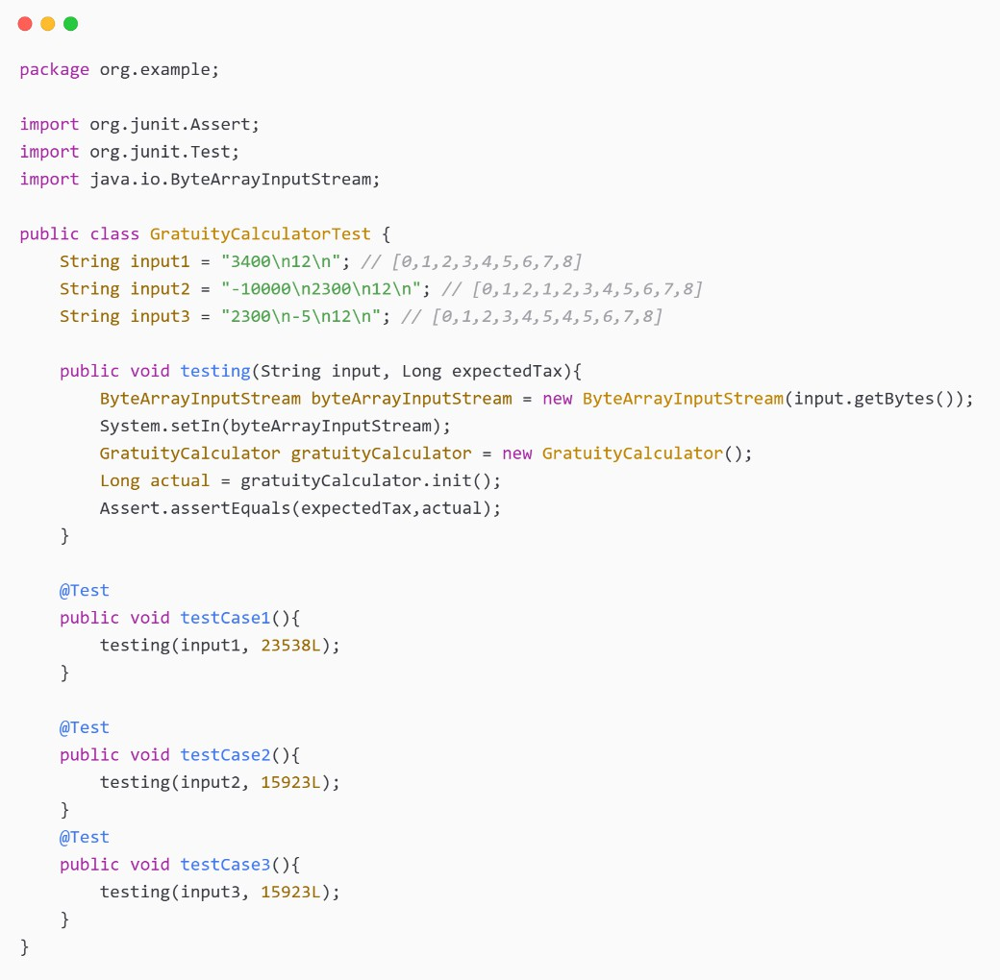 package org.example;

import org.junit.Assert;
import org.junit.Test;
import java.io.ByteArrayInputStream;

public class GratuityCalculatorTest {
    String input1 = "3400\n12\n"; // [0,1,2,3,4,5,6,7,8]
    String input2 = "-10000\n2300\n12\n"; // [0,1,2,1,2,3,4,5,6,7,8]
    String input3 = "2300\n-5\n12\n"; // [0,1,2,3,4,5,4,5,6,7,8]

    public void testing(String input, Long expectedTax){
        ByteArrayInputStream byteArrayInputStream = new ByteArrayInputStream(input.getBytes());
        System.setIn(byteArrayInputStream);
        GratuityCalculator gratuityCalculator = new GratuityCalculator();
        Long actual = gratuityCalculator.init();
        Assert.assertEquals(expectedTax,actual);
    }

    @Test
    public void testCase1(){
        testing(input1, 23538L);
    }

    @Test
    public void testCase2(){
        testing(input2, 15923L);
    }
    @Test
    public void testCase3(){
        testing(input3, 15923L);
    }
}